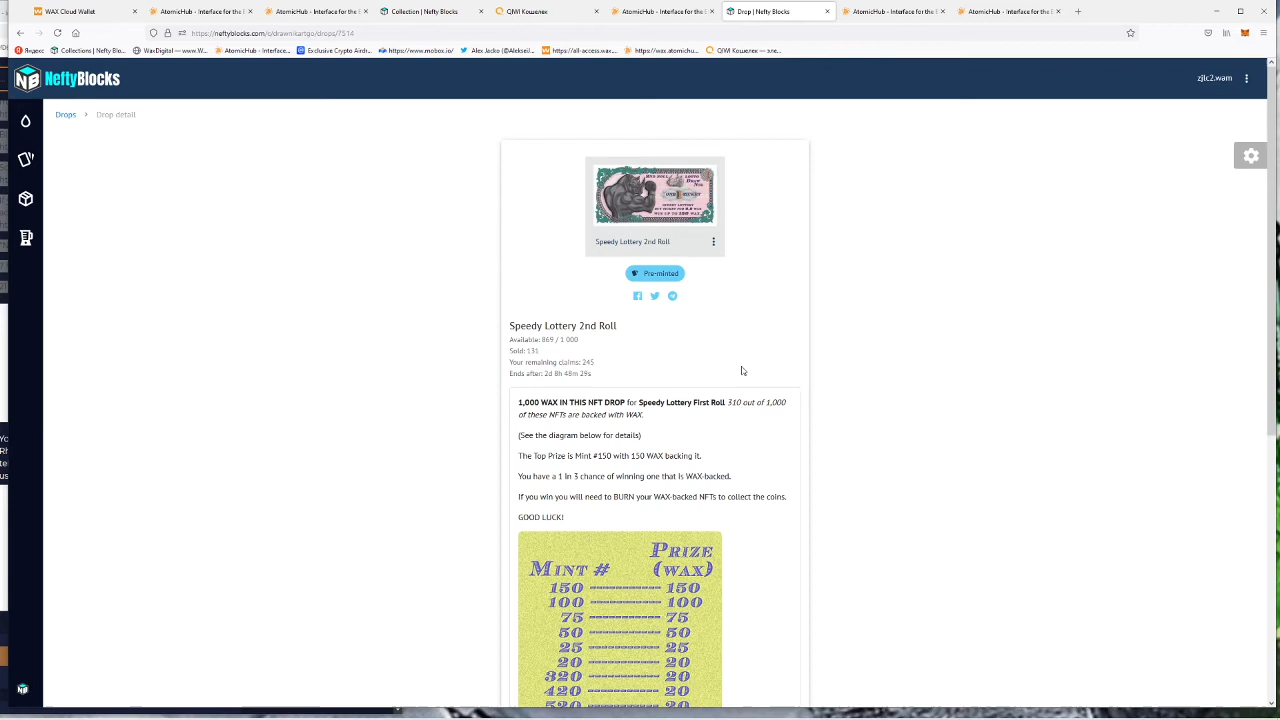 WAX Cloud Wallet
AtomicHub - Interface for the E
AtomicHub - Interface for the E
Collection | Nefty Blocks
QIWI Кошелек
AtomicHub - Interface for the E
Drop | Nefty Blocks
AtomicHub - Interface for the E
AtomicHub - Interface for the E
https://neftyblocks.com/c/drawnikartgo/drops/7514
Яндекс
Collections | Nefty Blo...
WaxDigital — www.W...
AtomicHub - Interface...
Exclusive Crypto Aird...
https://www.mobox.io/
Alex Jacko (@Aleksei...
https://all-access.wax...
https://wax.atomichu...
QIWI Кошелек — эле...
NeftyBlocks
zjlc2.wam
Drops > Drop detail
Speedy Lottery 2nd Roll
Pre-minted
Speedy Lottery 2nd Roll
Available: 869 / 1 000
Sold: 131
Your remaining claims: 245
Ends after: 2d 8h 48m 29s
1,000 WAX IN THIS NFT DROP for Speedy Lottery First Roll 310 out of 1,000
of these NFTs are backed with WAX.
(See the diagram below for details)
The Top Prize is Mint #150 with 150 WAX backing it.
You have a 1 in 3 chance of winning one that is WAX-backed.
If you win you will need to BURN your WAX-backed NFTs to collect the coins.
GOOD LUCK!
PRIZE
MINT # (WAX)
150 150
100 100
75 75
50 50
25 25
20 20
320 20
420 20
520 20